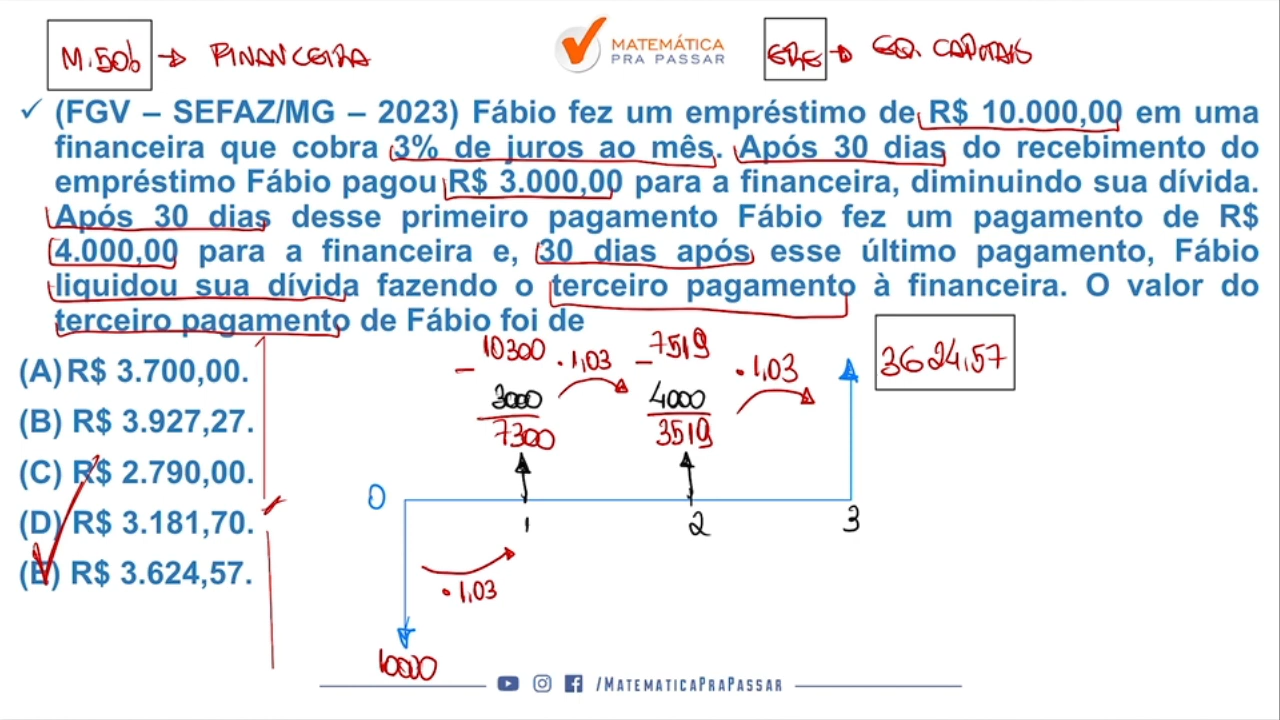 M.50% → FINANCEIRA
MATEMÁTICA
PRA PASSAR
→ EQ. CAPITAIS
✓ (FGV – SEFAZ/MG – 2023) Fábio fez um empréstimo de R$ 10.000,00 em uma
financeira que cobra 3% de juros ao mês. Após 30 dias do recebimento do
empréstimo Fábio pagou R$ 3.000,00 para a financeira, diminuindo sua dívida.
Após 30 dias desse primeiro pagamento Fábio fez um pagamento de R$
4.000,00 para a financeira e, 30 dias após esse último pagamento, Fábio
liquidou sua dívida fazendo o terceiro pagamento à financeira. O valor do
terceiro pagamento de Fábio foi de
(A) R$ 3.700,00.
(B) R$ 3.927,27.
(C) R$ 2.790,00.
(D) R$ 3.181,70.
(E) R$ 3.624,57.
10300 · 1,03 7519 · 1,03 3624,57
- 3000 - 4000
7300 3519
0 1 2 3
· 1,03
10000
/MATEMATICAPRAPASSAR